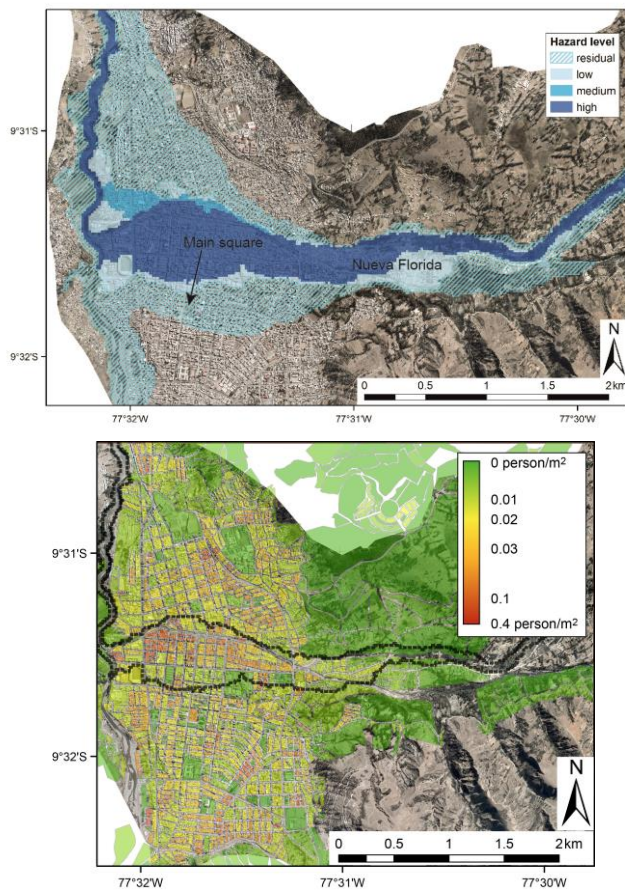 Hazard level
residual
low
medium
high
9°31'S
Main square
Nueva Florida
N
9°32'S
0 0.5 1 1.5 2km
77°32'W 77°31'W 77°30'W
0 person/m²
0.01
0.02
0.03
0.1
0.4 person/m²
9°31'S
9°32'S
N
0 0.5 1 1.5 2 km
77°32'W 77°31'W 77°30'W